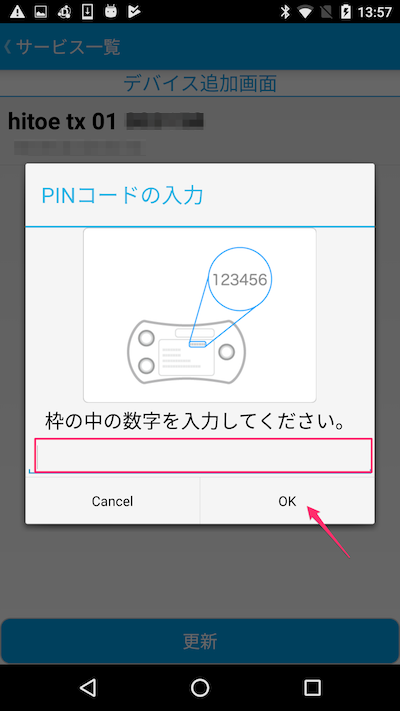 13:57
サービス一覧
デバイス追加画面
hitoe tx 01
PINコードの入力
123456
枠の中の数字を入力してください。
Cancel
OK
更新